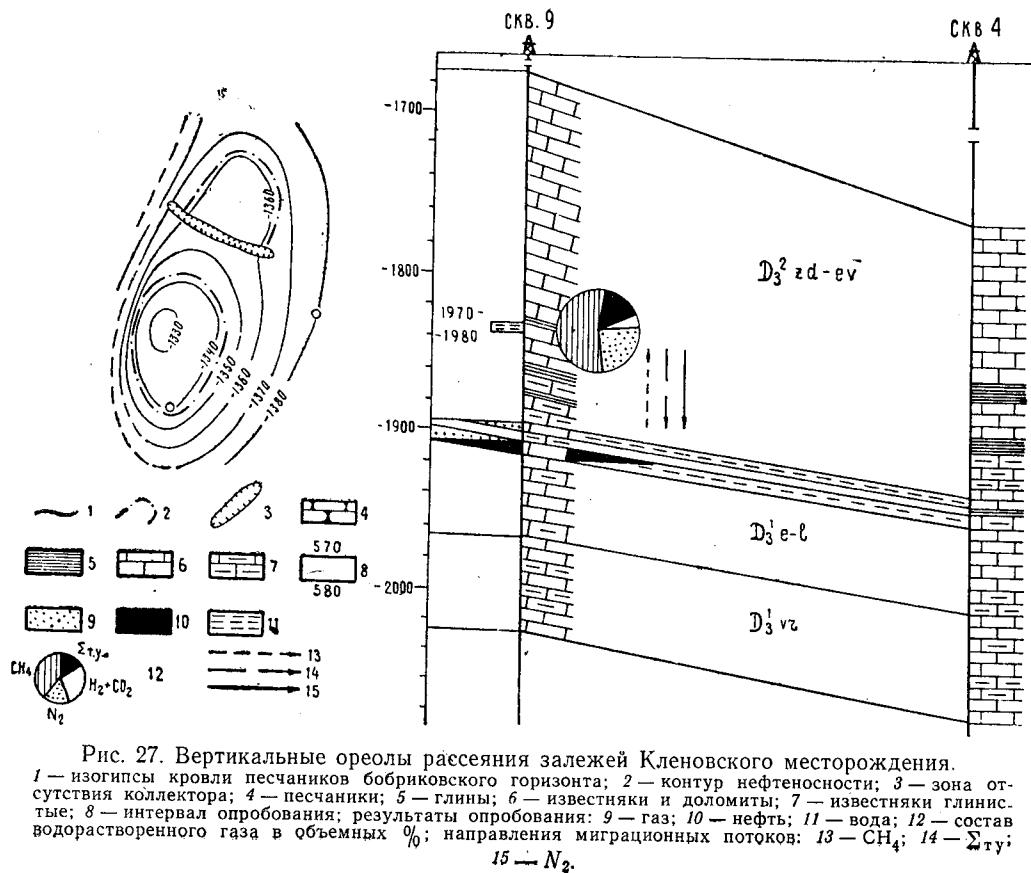 СКВ. 9
СКВ 4
-1700
-1800
-1900
-2000
1970-
-1980
D₃² zd-ev
D₃¹ e-l
D₃¹ vr
-1360
-1330
-1340
-1350
-1360
-1370
-1380
1
2
3
4
5
6
7
570
8
580
9
10
11
Σт.у.
CH₄
H₂+CO₂
N₂
12
13
14
15
Рис. 27. Вертикальные ореолы рассеяния залежей Кленовского месторождения.
1 — изогипсы кровли песчаников бобриковского горизонта; 2 — контур нефтеносности; 3 — зона от-
сутствия коллектора; 4 — песчаники; 5 — глины; 6 — известняки и доломиты; 7 — известняки глинис-
тые; 8 — интервал опробования; результаты опробования: 9 — газ; 10 — нефть; 11 — вода; 12 — состав
водорастворенного газа в объемных %; направления миграционных потоков: 13 — CH₄; 14 — Σту;
15 — N₂.